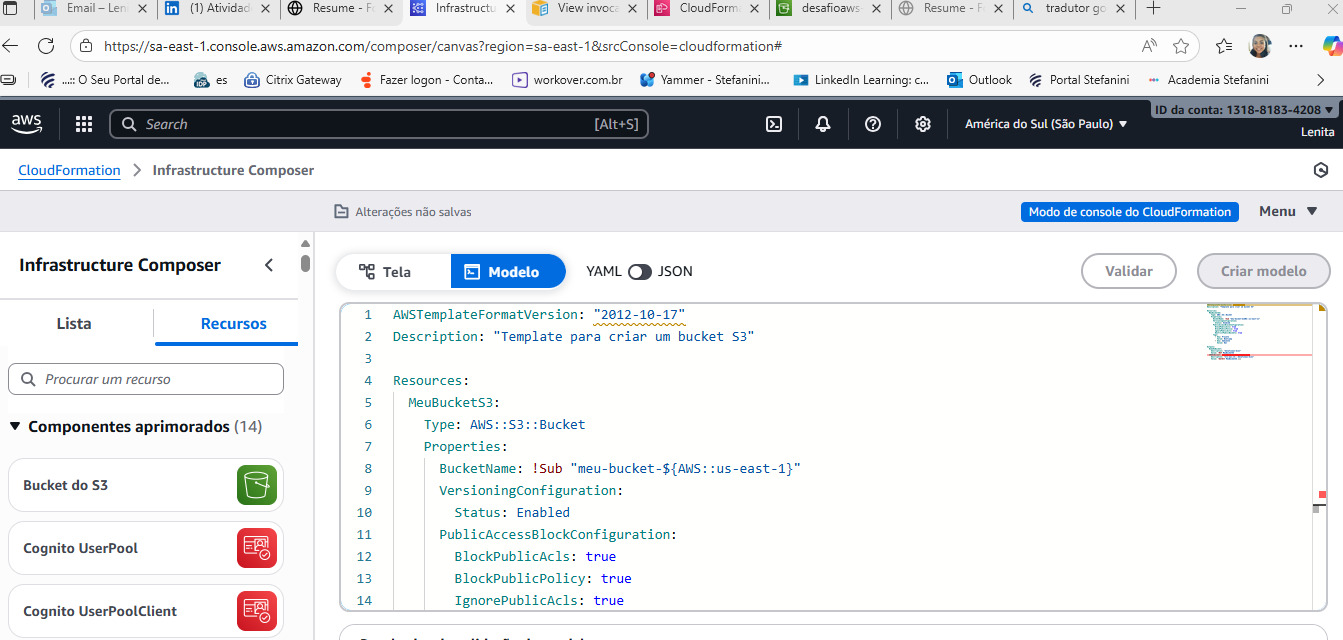 Email – Leni
(1) Atividad
Resume - F
Infrastructu
View invoca
CloudForm
desafioaws-
Resume - F
tradutor go
https://sa-east-1.console.aws.amazon.com/composer/canvas?region=sa-east-1&srcConsole=cloudformation#
...:: O Seu Portal de...
es
Citrix Gateway
Fazer logon - Conta...
workover.com.br
Yammer - Stefanini...
LinkedIn Learning: c...
Outlook
Portal Stefanini
Academia Stefanini
aws
Search
[Alt+S]
América do Sul (São Paulo)
ID da conta: 1318-8183-4208
Lenita
CloudFormation
Infrastructure Composer
Alterações não salvas
Modo de console do CloudFormation
Menu
Infrastructure Composer
Tela
Modelo
YAML
JSON
Validar
Criar modelo
Lista
Recursos
Procurar um recurso
Componentes aprimorados (14)
Bucket do S3
Cognito UserPool
Cognito UserPoolClient
1 AWSTemplateFormatVersion: "2012-10-17"
2 Description: "Template para criar um bucket S3"
3
4 Resources:
5 MeuBucketS3:
6 Type: AWS::S3::Bucket
7 Properties:
8 BucketName: !Sub "meu-bucket-${AWS::us-east-1}"
9 VersioningConfiguration:
10 Status: Enabled
11 PublicAccessBlockConfiguration:
12 BlockPublicAcls: true
13 BlockPublicPolicy: true
14 IgnorePublicAcls: true